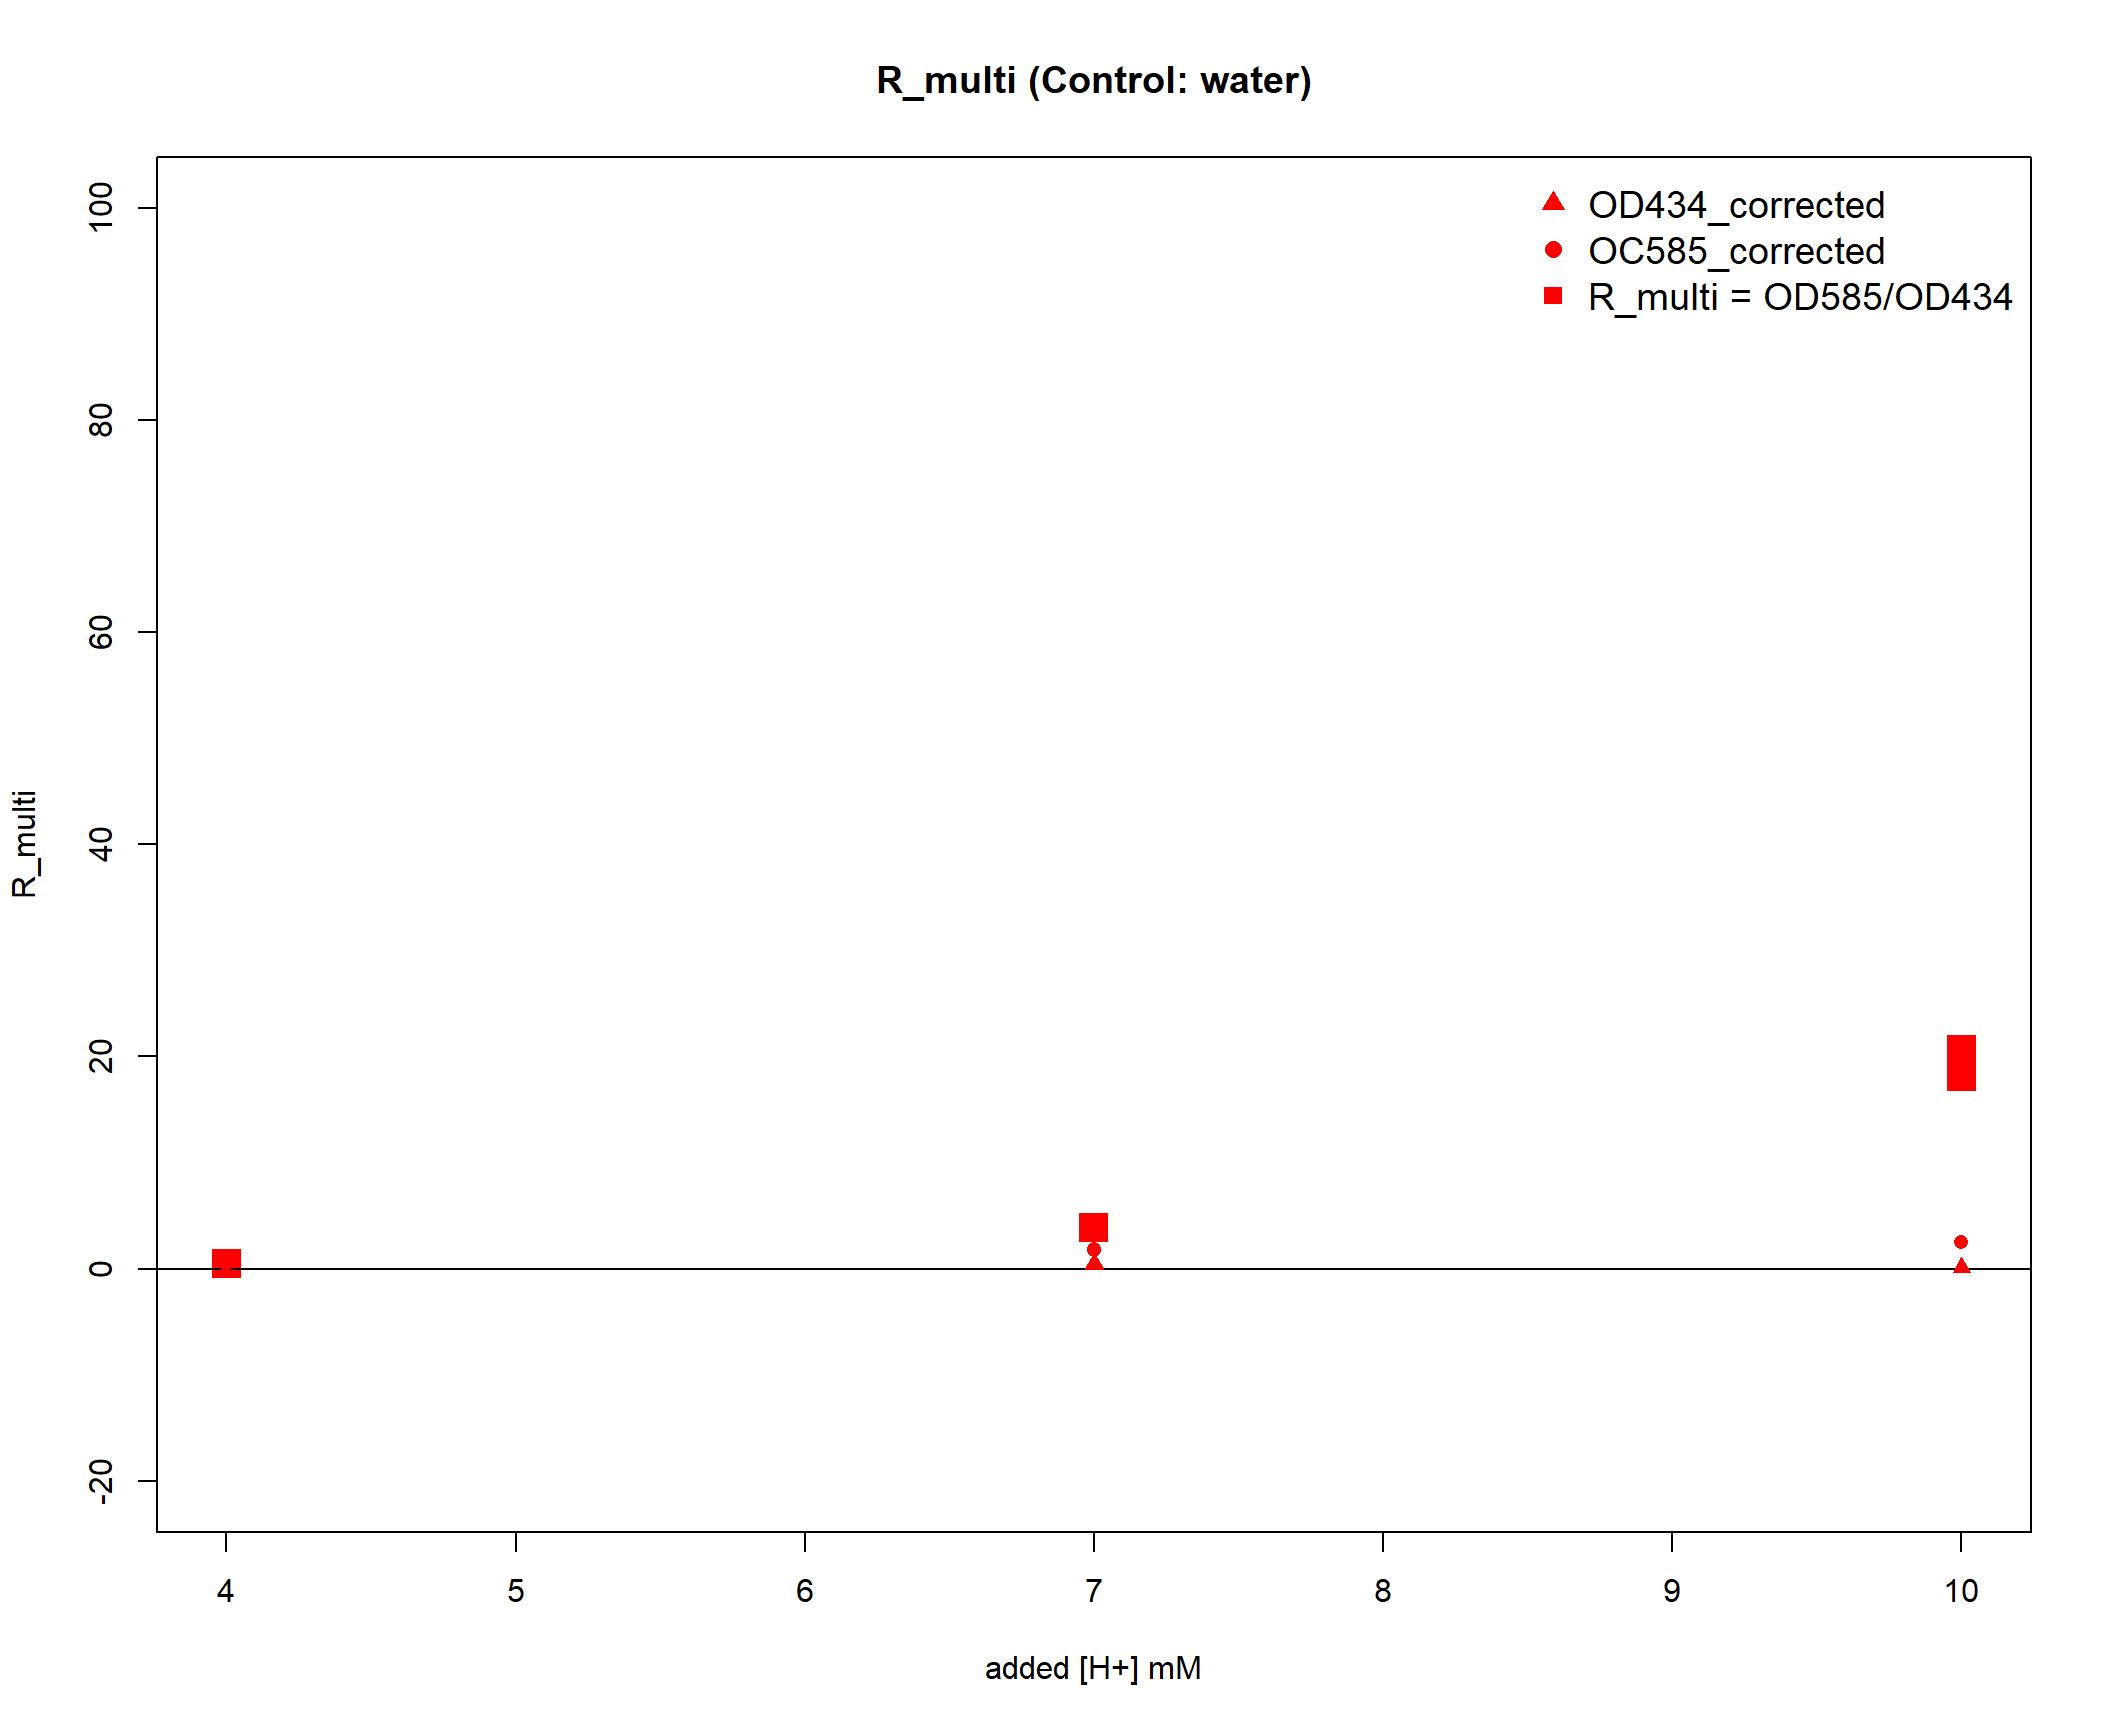 R_multi (Control: water)
OD434_corrected
OC585_corrected
R_multi = OD585/OD434
100
80
60
40
20
0
-20
R_multi
4 5 6 7 8 9 10
added [H+] mM